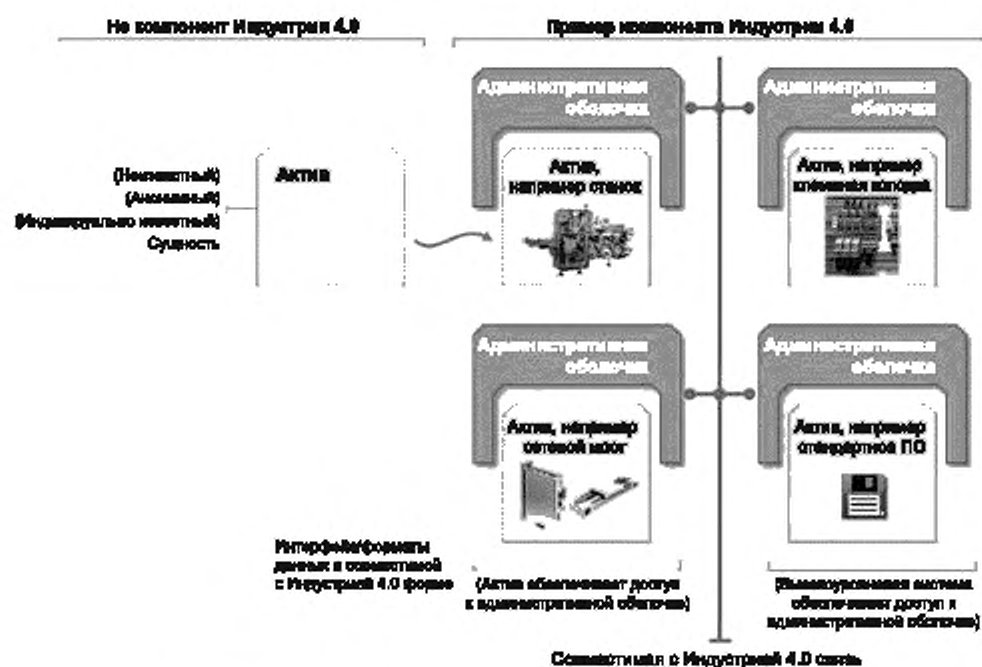 Не компонент Индустрии 4.0
Пример компонента Индустрии 4.0
Административная
оболочка
Административная
оболочка
(Неизвестный)
(Анонимный)
(Индивидуально известный)
Сущность
Актив
Актив,
например станок
Актив, например
клеммная колодка
Административная
оболочка
Административная
оболочка
Актив, например
сетевой мост
Актив, например
стандартное ПО
Интерфейс/форматы
данных в совместимой
с Индустрией 4.0 форме
(Актив обеспечивает доступ
к административной оболочке)
(Вышеуровневая система
обеспечивает доступ к
административной оболочке)
Совместимая с Индустрией 4.0 связь